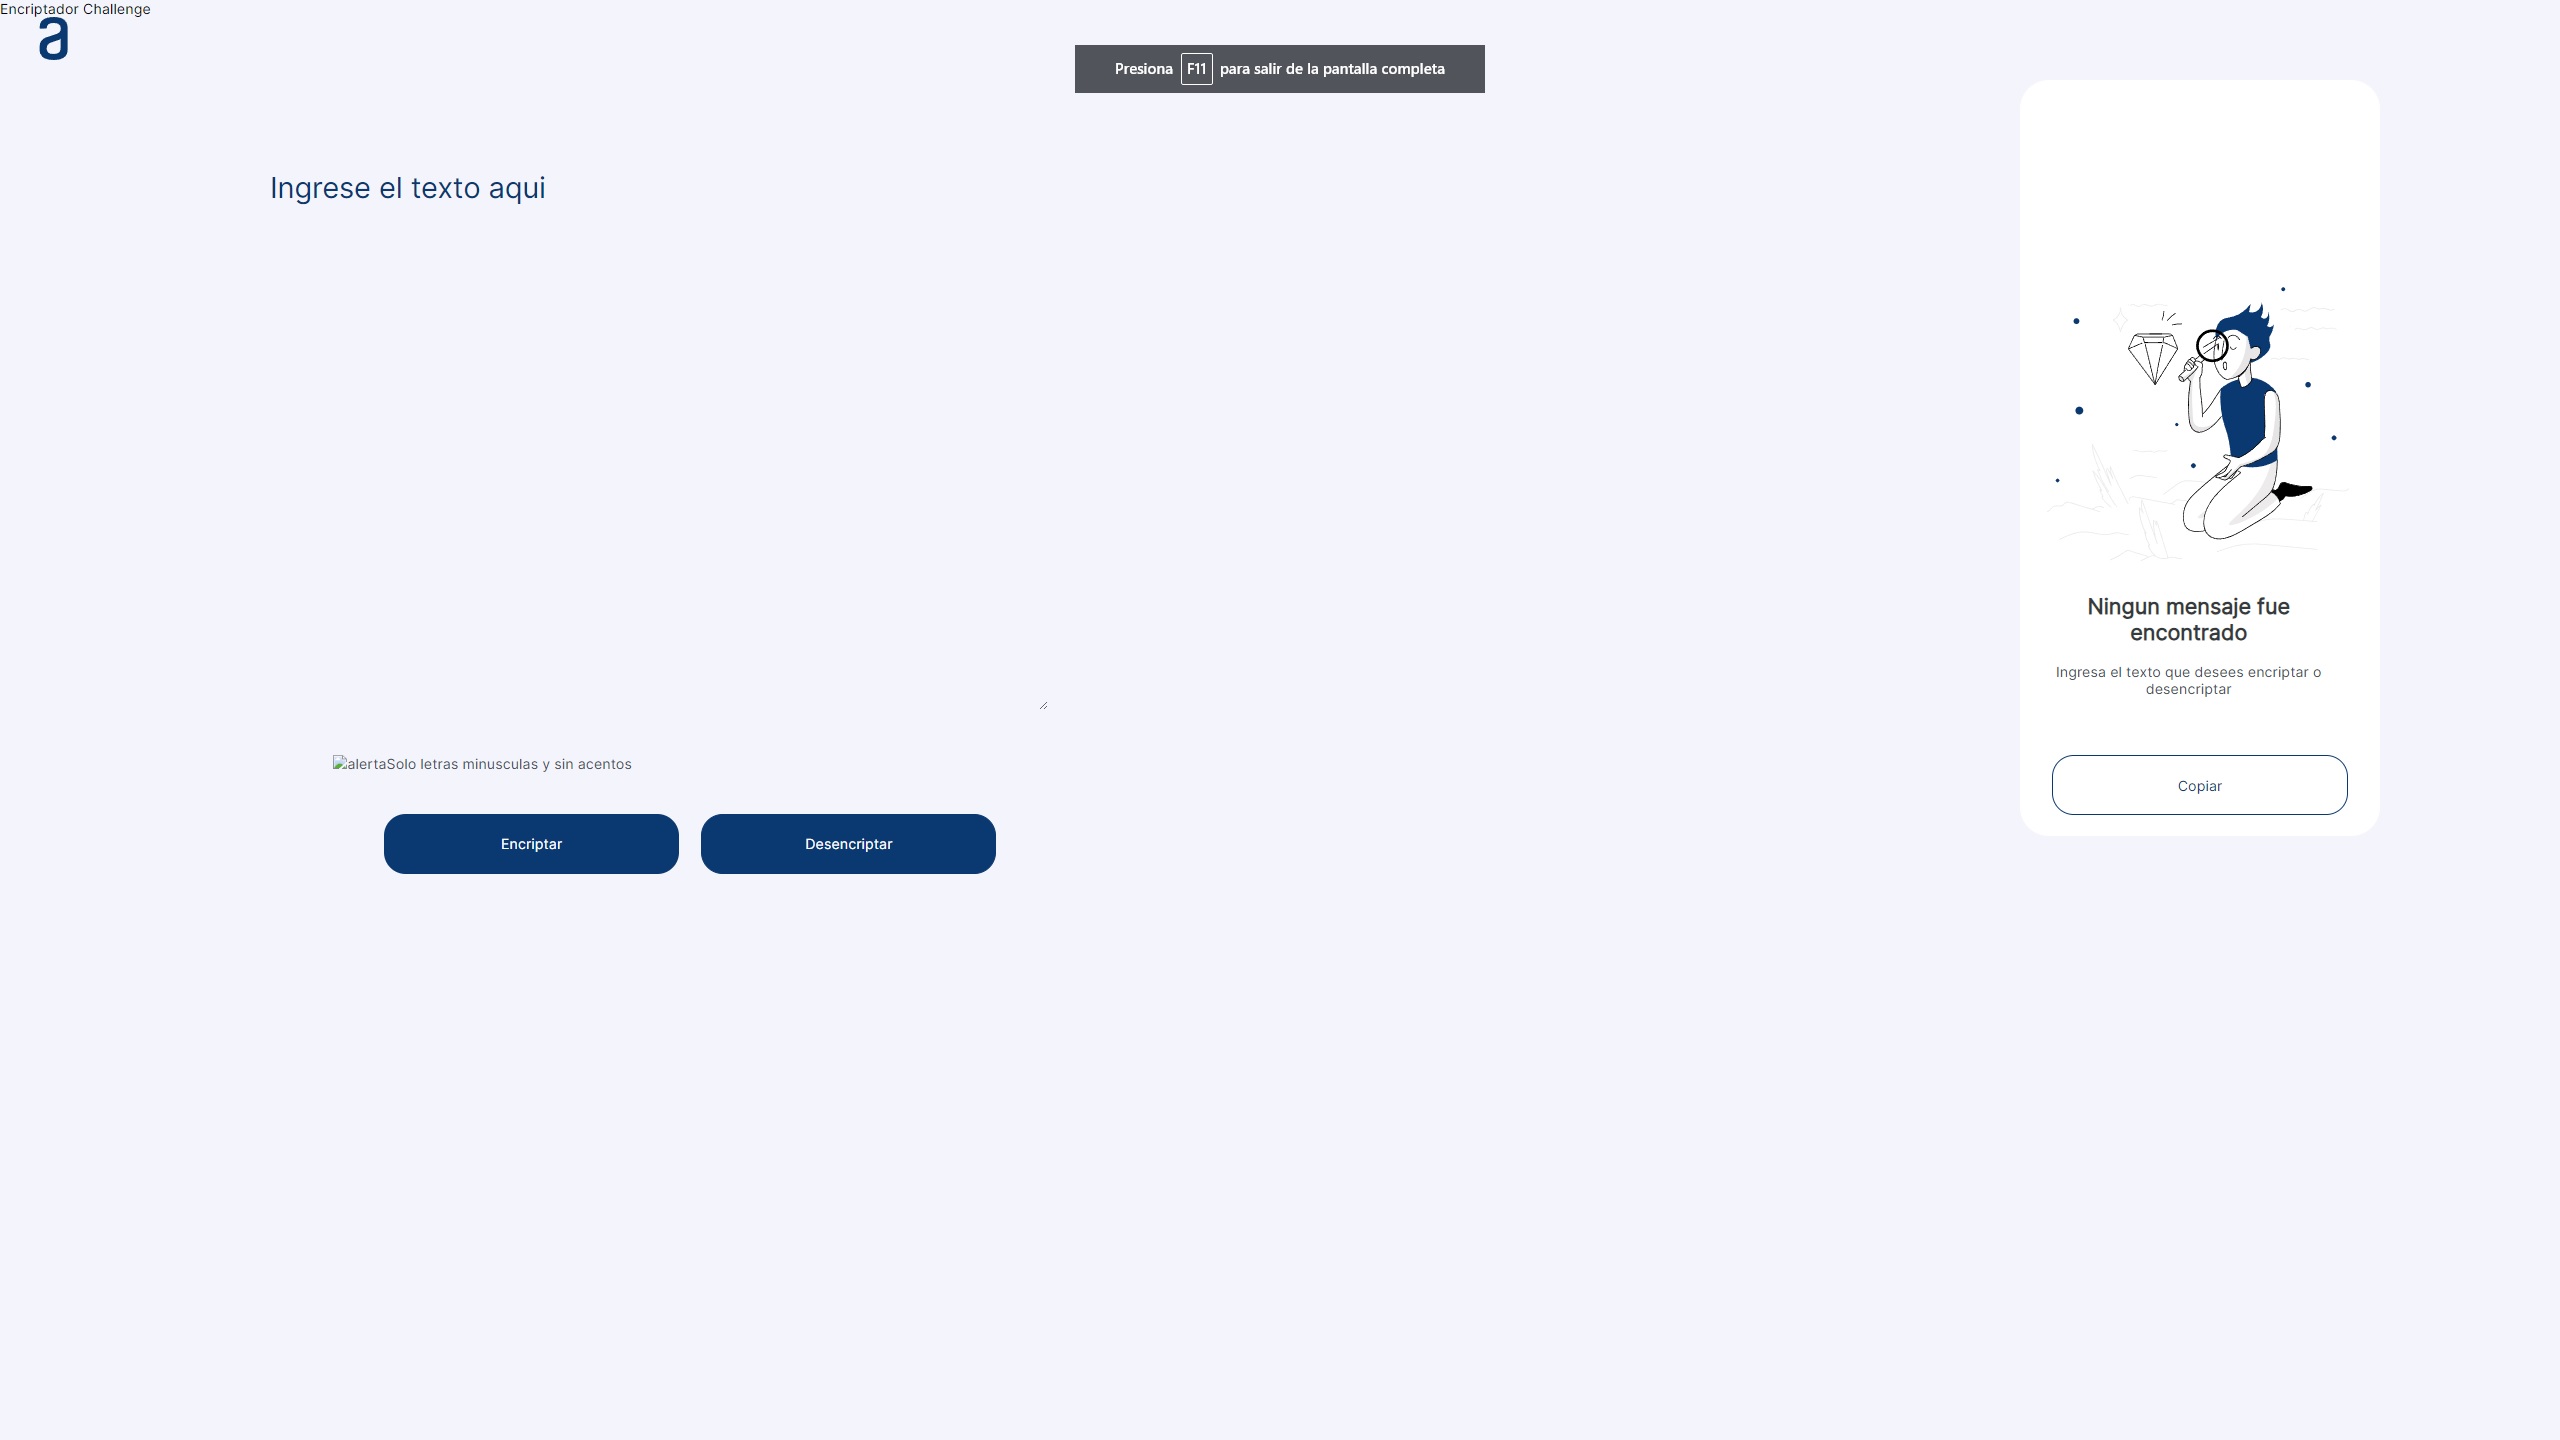 Encriptador Challenge
a
Presiona F11 para salir de la pantalla completa
Ingrese el texto aqui
alertaSolo letras minusculas y sin acentos
Encriptar
Desencriptar
Ningun mensaje fue
encontrado
Ingresa el texto que desees encriptar o
desencriptar
Copiar